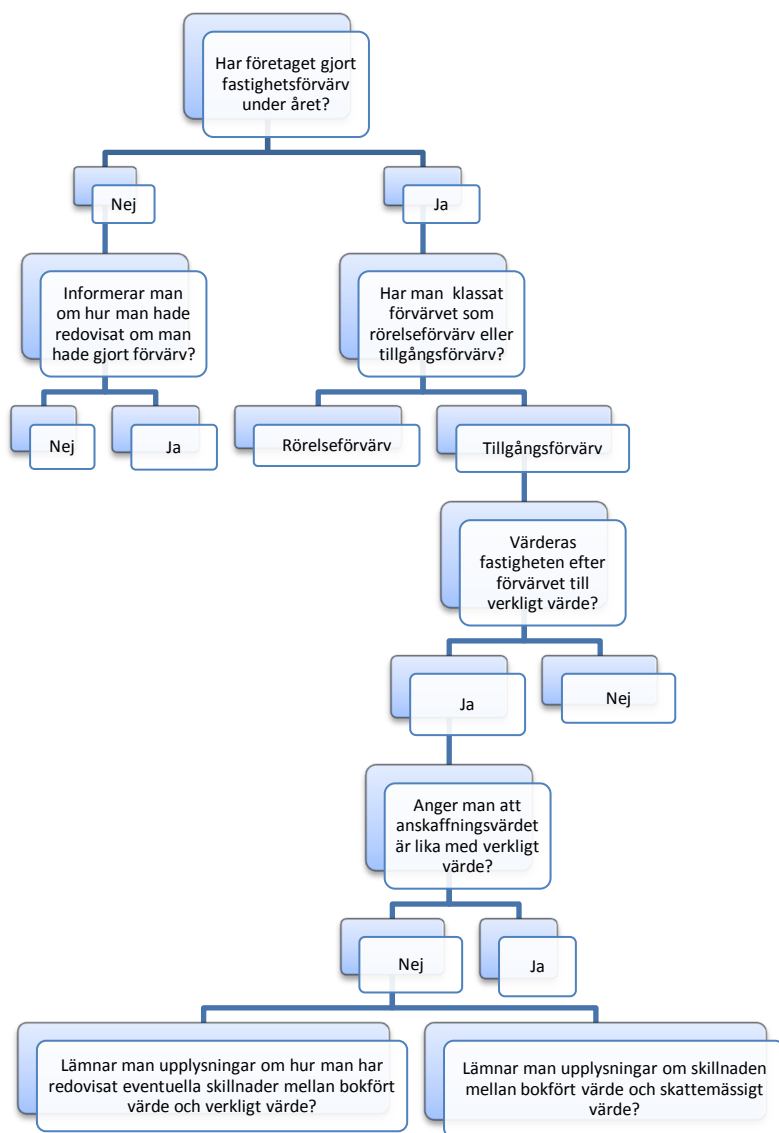 Har företaget gjort
fastighetsförvärv
under året?
Nej
Ja
Informerar man
om hur man hade
redovisat om man
hade gjort förvärv?
Har man klassat
förvärvet som
rörelseförvärv eller
tillgångsförvärv?
Nej
Ja
Rörelseförvärv
Tillgångsförvärv
Värderas
fastigheten efter
förvärvet till
verkligt värde?
Ja
Nej
Anger man att
anskaffningsvärdet
är lika med verkligt
värde?
Nej
Ja
Lämnar man upplysningar om hur man har
redovisat eventuella skillnader mellan bokfört
värde och verkligt värde?
Lämnar man upplysningar om skillnaden
mellan bokfört värde och skattemässigt
värde?